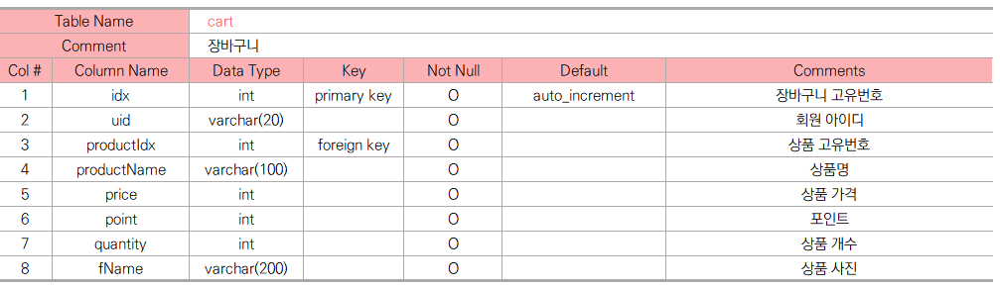 Table Name cart
Comment 장바구니
Col # Column Name Data Type Key Not Null Default Comments
1 idx int primary key O auto_increment 장바구니 고유번호
2 uid varchar(20) O 회원 아이디
3 productIdx int foreign key O 상품 고유번호
4 productName varchar(100) O 상품명
5 price int O 상품 가격
6 point int O 포인트
7 quantity int O 상품 개수
8 fName varchar(200) O 상품 사진